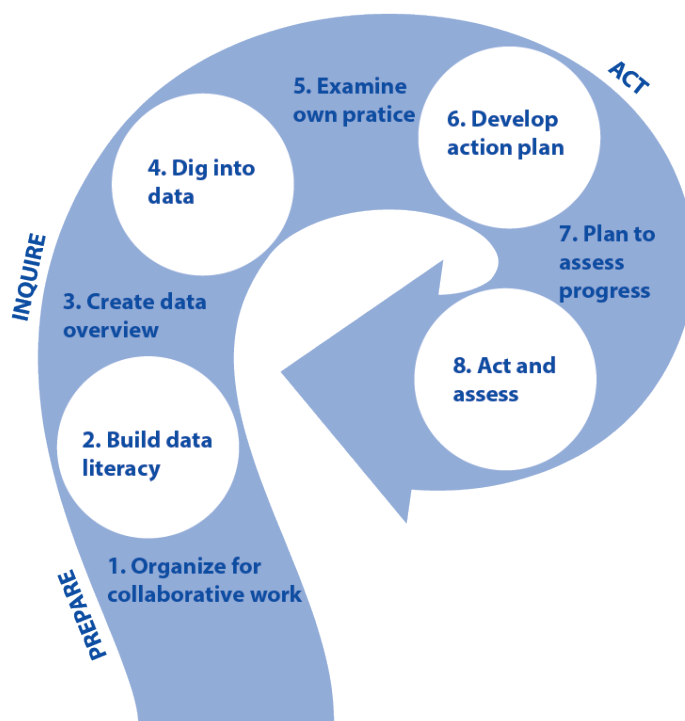 PREPARE
1. Organize for
collaborative work
2. Build data
literacy
INQUIRE
3. Create data
overview
4. Dig into
data
5. Examine
own pratice
ACT
6. Develop
action plan
7. Plan to
assess
progress
8. Act and
assess